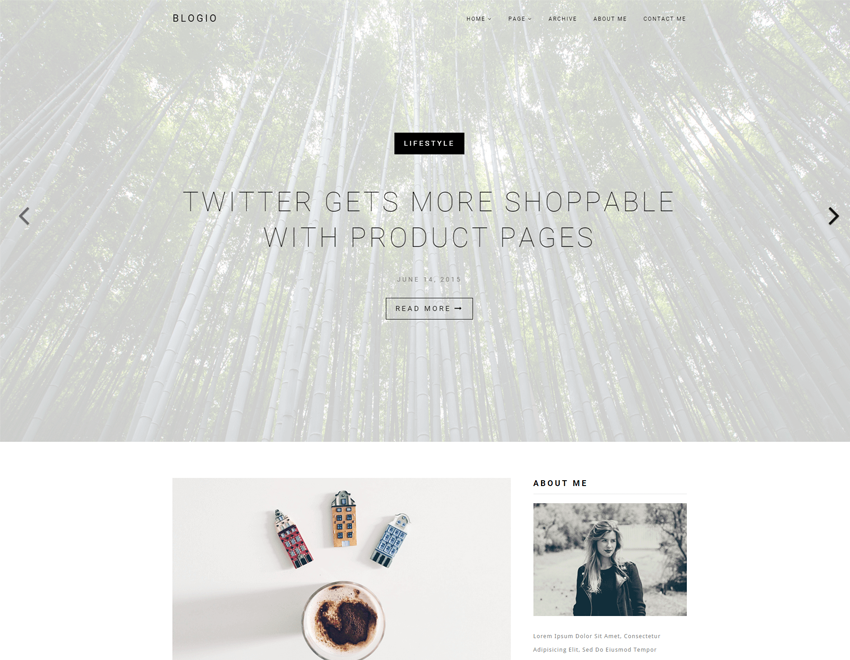 BLOGIO
HOME
PAGE
ARCHIVE
ABOUT ME
CONTACT ME
LIFESTYLE
TWITTER GETS MORE SHOPPABLE
WITH PRODUCT PAGES
JUNE 14, 2015
READ MORE
ABOUT ME
Lorem Ipsum Dolor Sit Amet, Consectetur
Adipisicing Elit, Sed Do Eiusmod Tempor